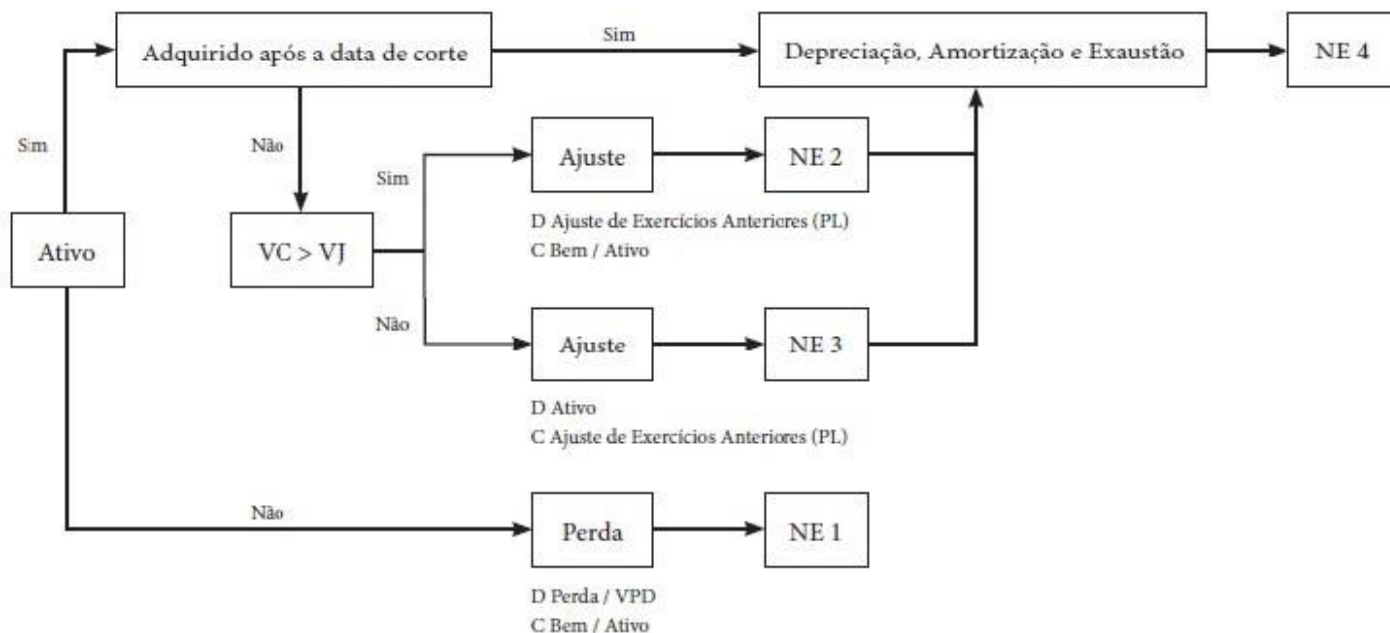 Adquirido após a data de corte
Sim
Depreciação, Amortização e Exaustão
NE 4
Sim
Não
Sim
Ajuste
NE 2
D Ajuste de Exercícios Anteriores (PL)
C Bem / Ativo
Ativo
VC > VJ
Não
Ajuste
NE 3
D Ativo
C Ajuste de Exercícios Anteriores (PL)
Não
Perda
NE 1
D Perda / VPD
C Bem / Ativo